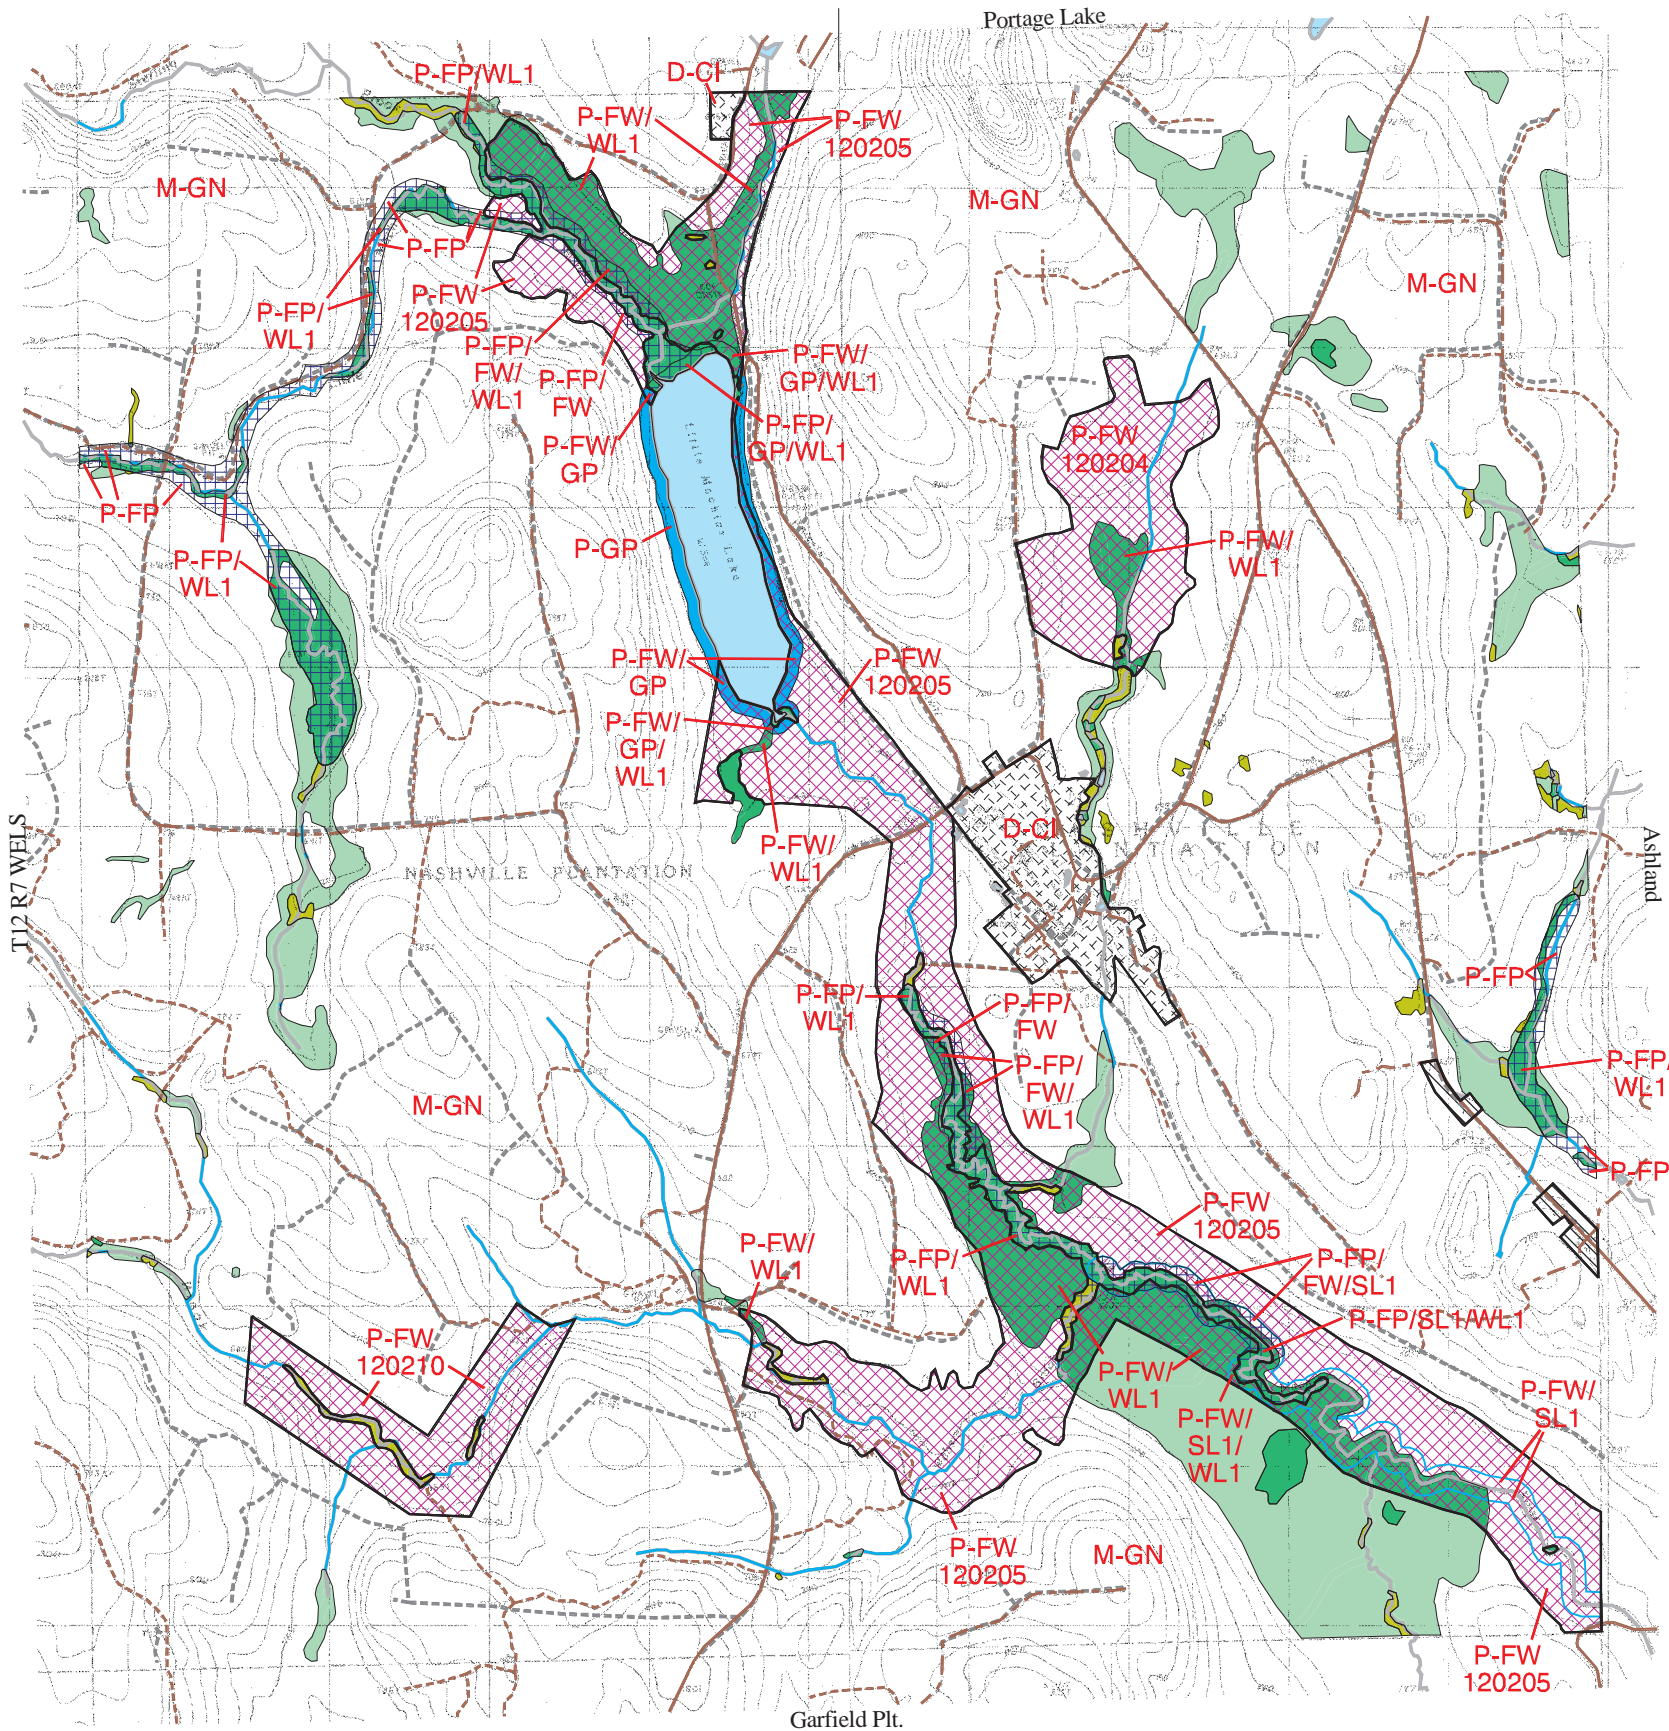 Portage Lake
P-FP/WL1
D-CI
P-FW/
WL1
P-FW
120205
M-GN
M-GN
M-GN
P-FP
P-FW
120205
P-FP/
WL1
P-FP/
FW/
WL1
P-FP/
FW
P-FW/
GP/WL1
P-FW/
GP
P-FP/
GP/WL1
Little Machias Lake
P-FW
120204
P-FP
P-GP
P-FP/
WL1
P-FW/
WL1
P-FW/
GP
P-FW
120205
P-FW/
GP/
WL1
P-FW/
WL1
D-CI
NASHVILLE PLANTATION
NTATION
T12 R7 WELS
Ashland
P-FP/
WL1
P-FP/
FW
P-FP
P-FP/
FW/
WL1
P-FP/
WL1
M-GN
P-FP
P-FW
120205
P-FW/
WL1
P-FP/
WL1
P-FP/
FW/SL1
P-FP/SL1/WL1
P-FW
120210
P-FW/
WL1
P-FW/
SL1/
WL1
P-FW/
SL1
P-FW
120205
M-GN
P-FW
120205
Garfield Plt.